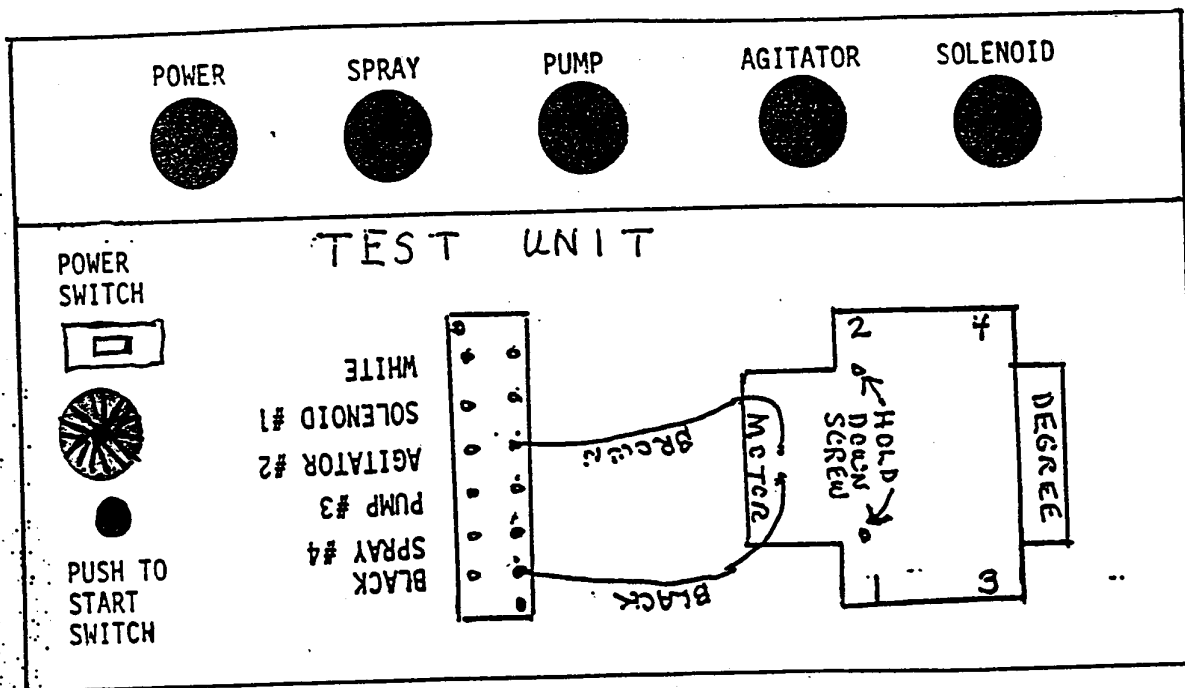 POWER SPRAY PUMP AGITATOR SOLENOID
TEST UNIT
POWER
SWITCH
WHITE
SOLENOID #1
AGITATOR #2
PUMP #3
SPRAY #4
BLACK
BROWN
BLACK
MOTOR
2
4
HOLD
DOWN
SCREW
1
3
DEGREE
PUSH TO
START
SWITCH